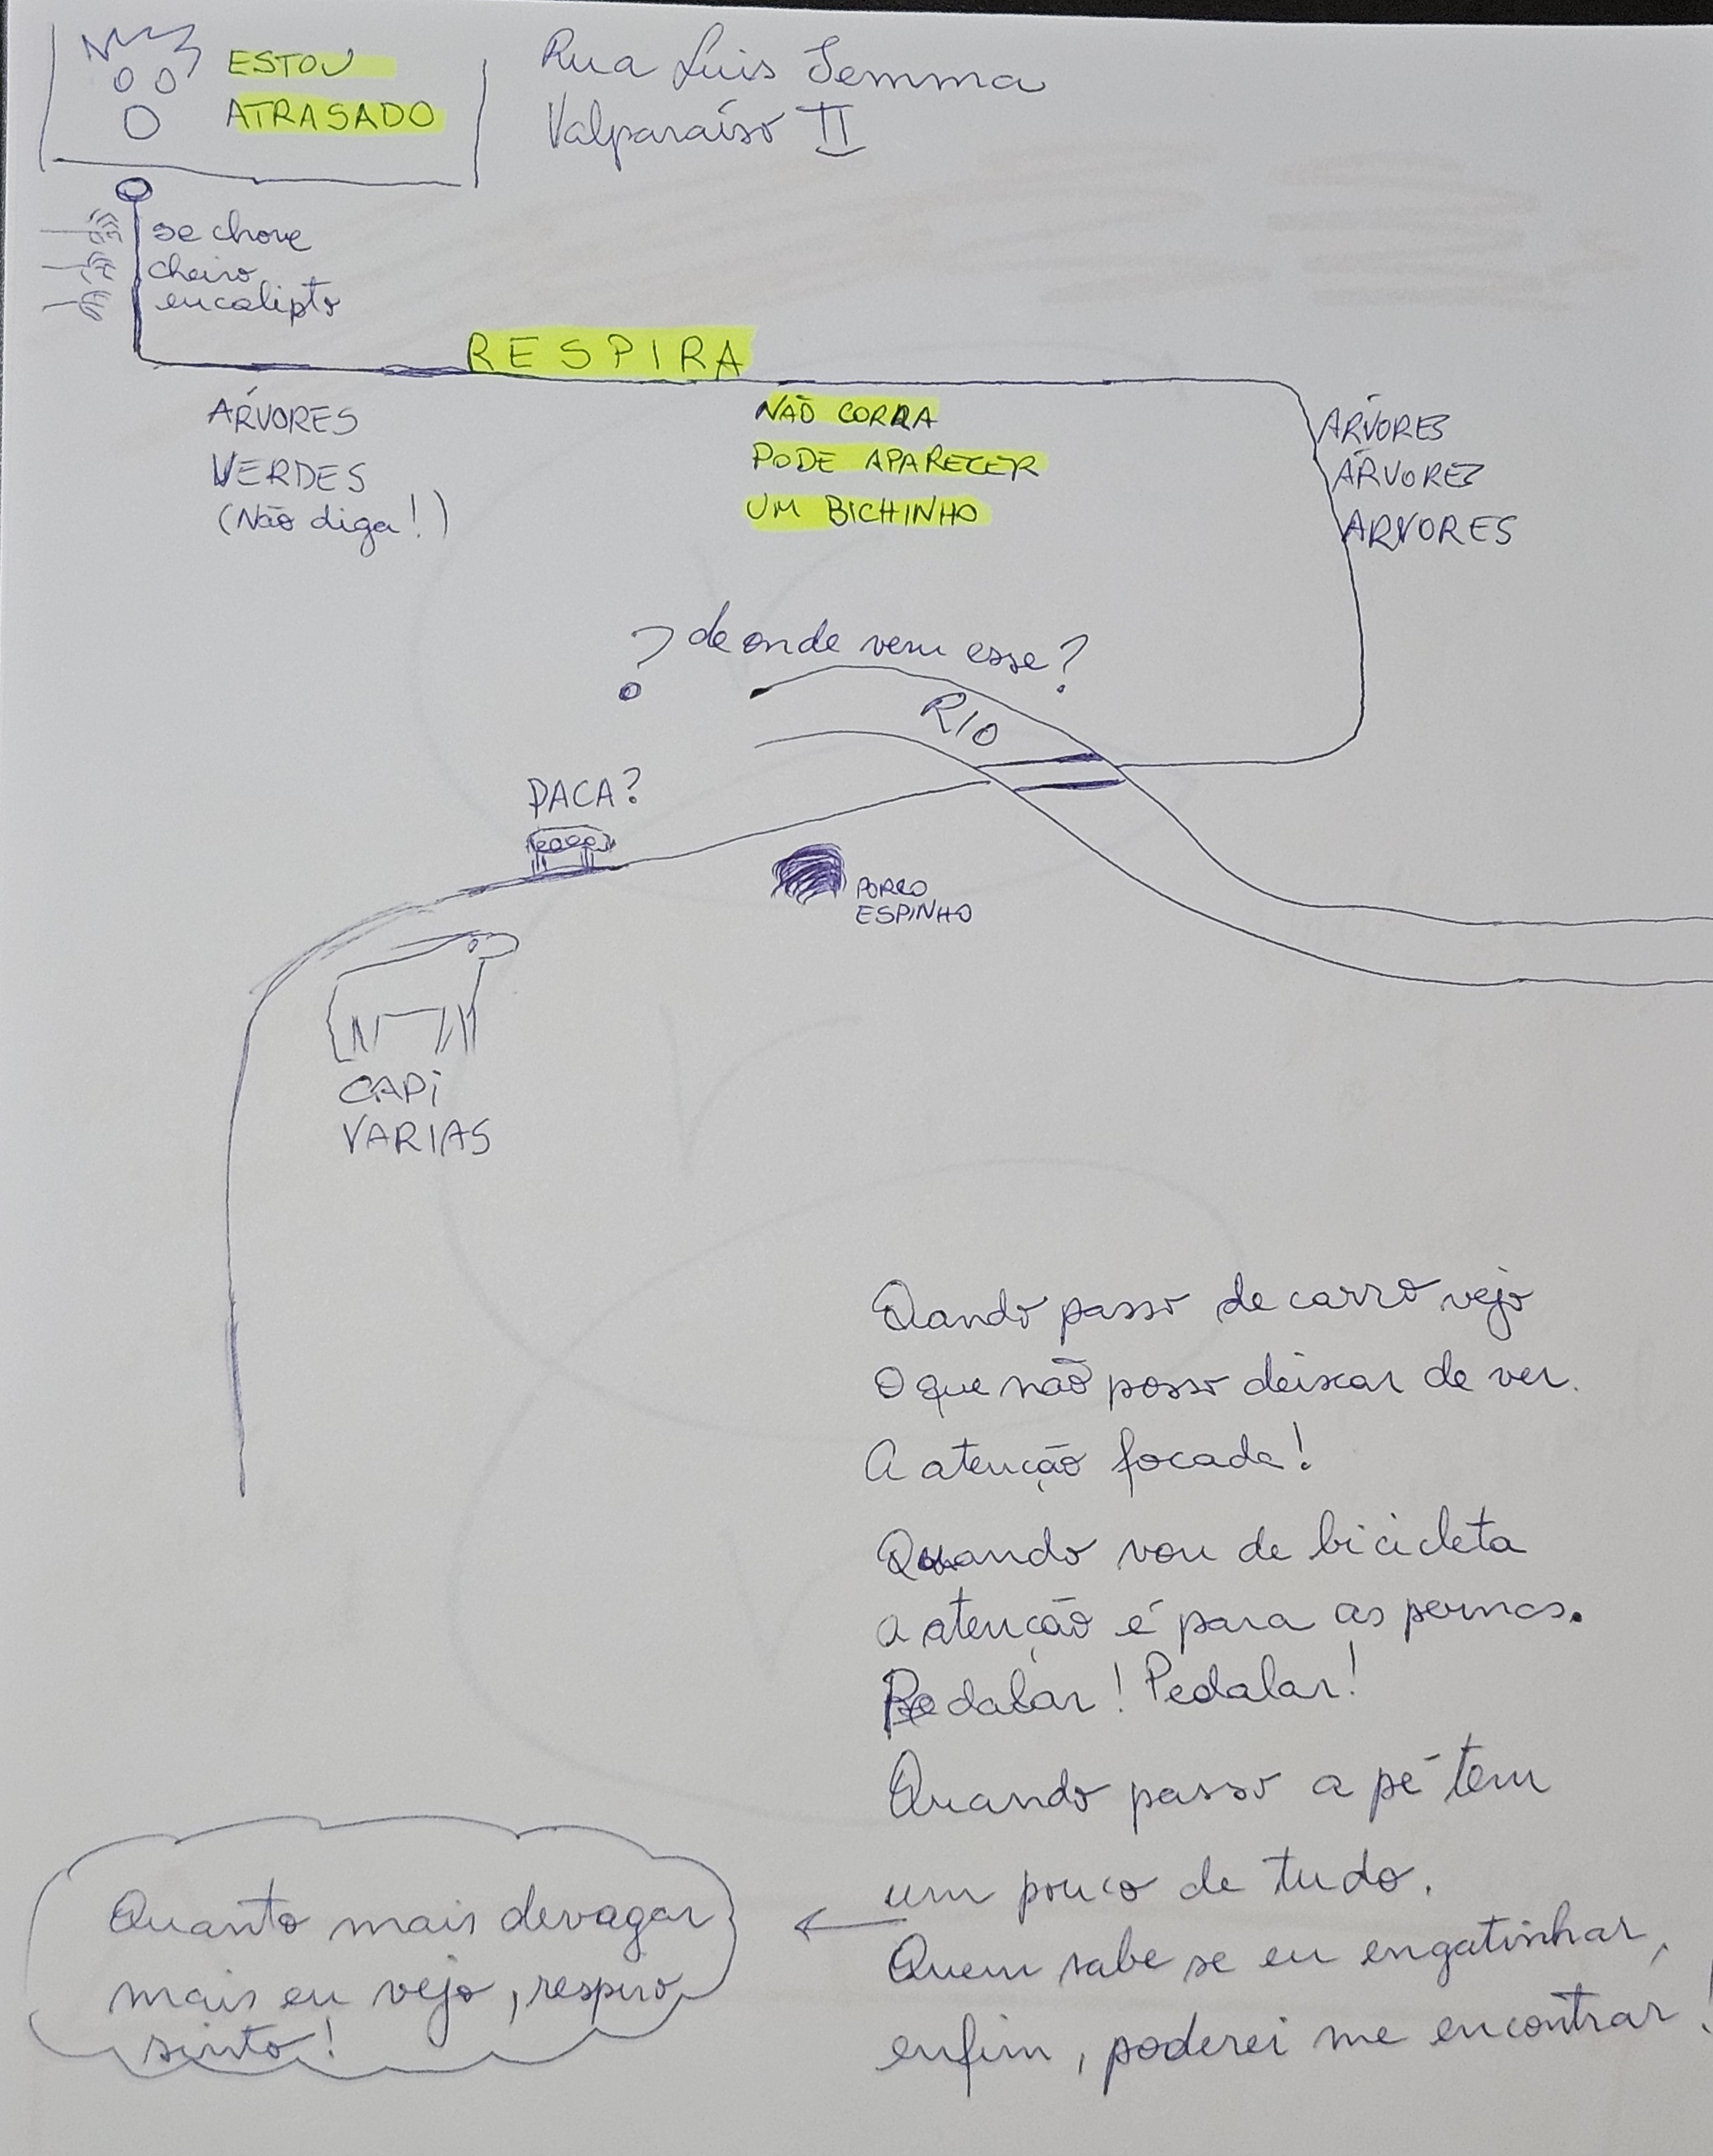 ESTOU
ATRASADO
Rua Luis Semma
Valparaíso II
se chove
cheiro
eucalipto
RESPIRA
ÁRVORES
VERDES
(Não diga!)
NÃO CORRA
PODE APARECER
UM BICHINHO
ÁRVORES
ÁRVORES
ARVORES
? de onde vem esse?
RIO
PACA?
PORCO
ESPINHO
CAPI
VARIAS
Quando passo de carro vejo
O que não posso deixar de ver.
A atenção focada!
Quando vou de bicicleta
a atenção é para as pernas.
Pedalar! Pedalar!
Quando passo a pé tem
um pouco de tudo.
Quem sabe se eu engatinhar,
enfim, poderei me encontrar!
Quanto mais devagar
mais eu vejo, respiro,
sinto!